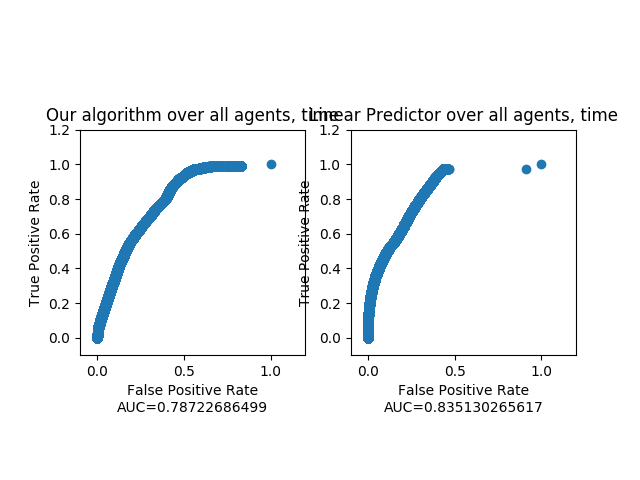 Our algorithm over all agents, time
1.2
1.0
0.8
0.6
0.4
0.2
0.0
True Positive Rate
0.0 0.5 1.0
False Positive Rate
AUC=0.78722686499
Linear Predictor over all agents, time
1.2
1.0
0.8
0.6
0.4
0.2
0.0
True Positive Rate
0.0 0.5 1.0
False Positive Rate
AUC=0.835130265617